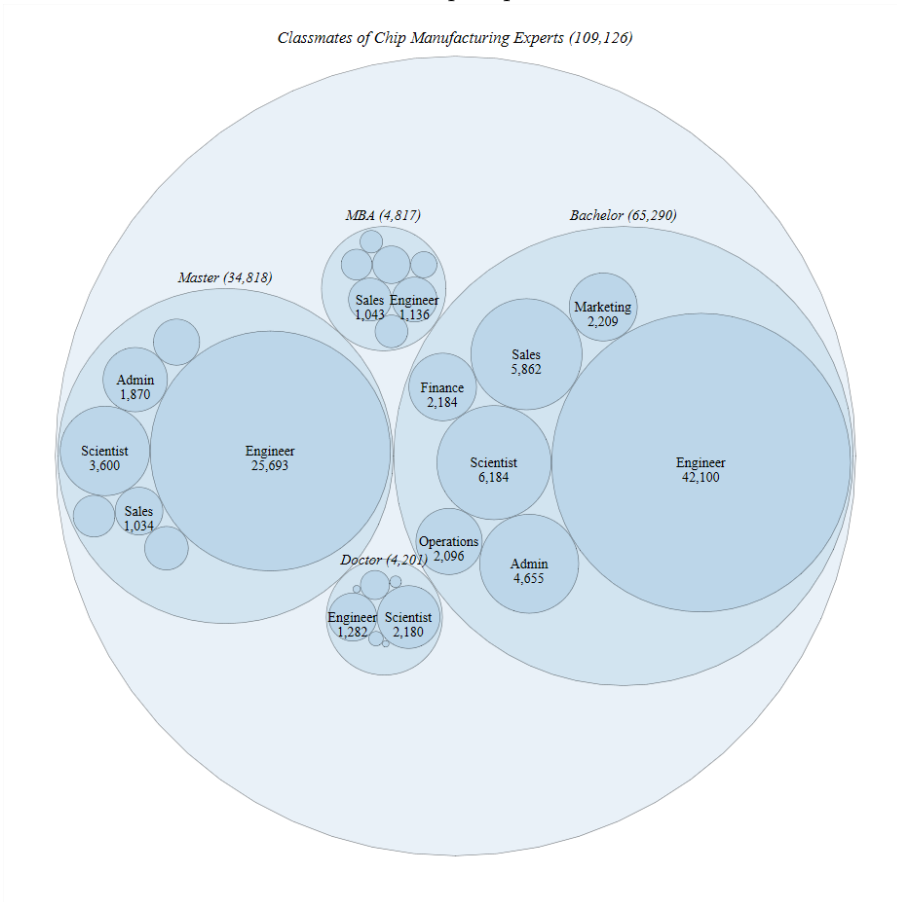 Classmates of Chip Manufacturing Experts (109,126)
MBA (4,817)
Bachelor (65,290)
Master (34,818)
Sales
1,043
Engineer
1,136
Marketing
2,209
Sales
5,862
Finance
2,184
Admin
1,870
Scientist
3,600
Engineer
25,693
Scientist
6,184
Engineer
42,100
Sales
1,034
Operations
2,096
Admin
4,655
Doctor (4,201)
Engineer
1,282
Scientist
2,180